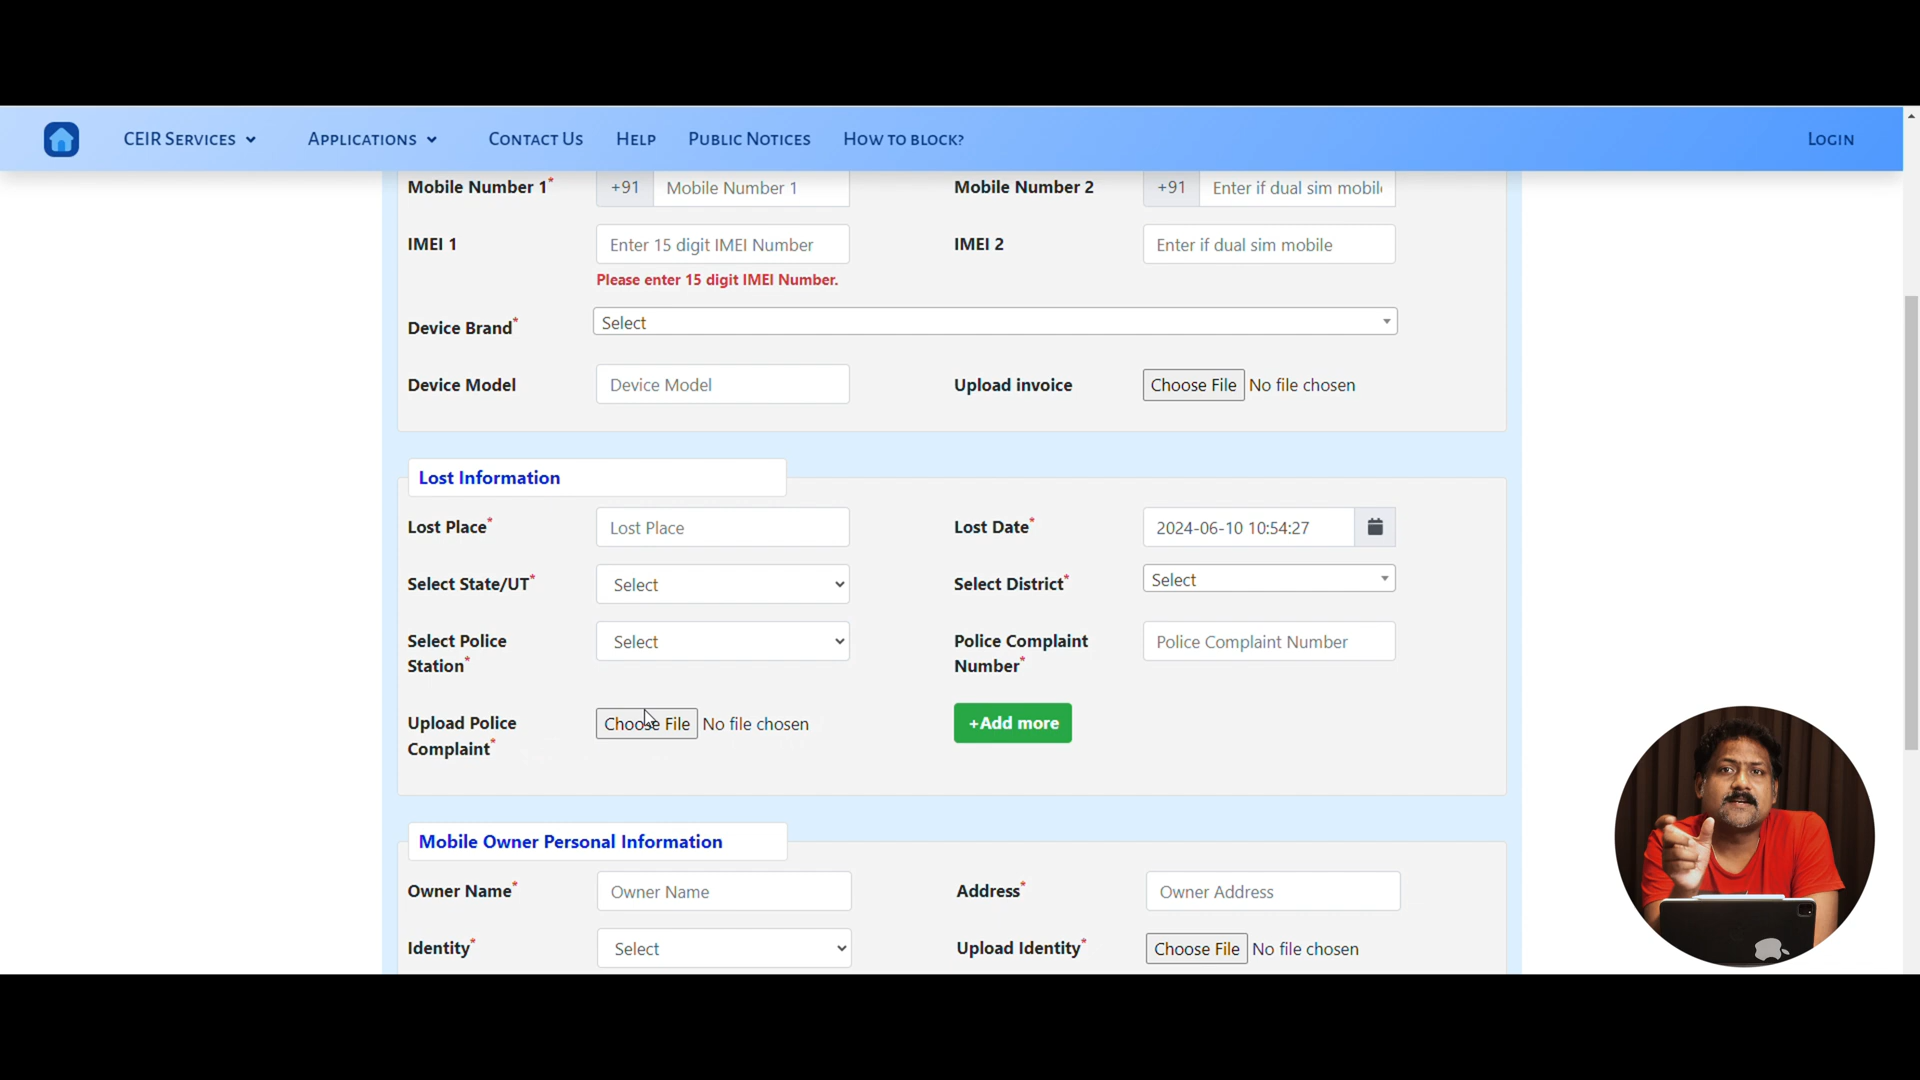 CEIR SERVICES
APPLICATIONS
CONTACT US
HELP
PUBLIC NOTICES
HOW TO BLOCK?
LOGIN
Mobile Number 1* +91 Mobile Number 1
Mobile Number 2 +91 Enter if dual sim mobil
IMEI 1 Enter 15 digit IMEI Number
IMEI 2 Enter if dual sim mobile
Please enter 15 digit IMEI Number.
Device Brand* Select
Device Model Device Model
Upload invoice Choose File No file chosen
Lost Information
Lost Place* Lost Place
Lost Date* 2024-06-10 10:54:27
Select State/UT* Select
Select District* Select
Select Police
Station*
Select
Police Complaint
Number*
Police Complaint Number
Upload Police
Complaint*
Choose File No file chosen
+Add more
Mobile Owner Personal Information
Owner Name* Owner Name
Address* Owner Address
Identity* Select
Upload Identity* Choose File No file chosen